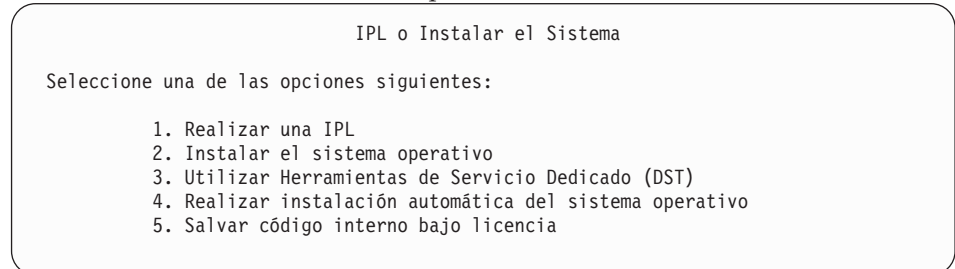 IPL o Instalar el Sistema
Seleccione una de las opciones siguientes:
1. Realizar una IPL
2. Instalar el sistema operativo
3. Utilizar Herramientas de Servicio Dedicado (DST)
4. Realizar instalación automática del sistema operativo
5. Salvar código interno bajo licencia